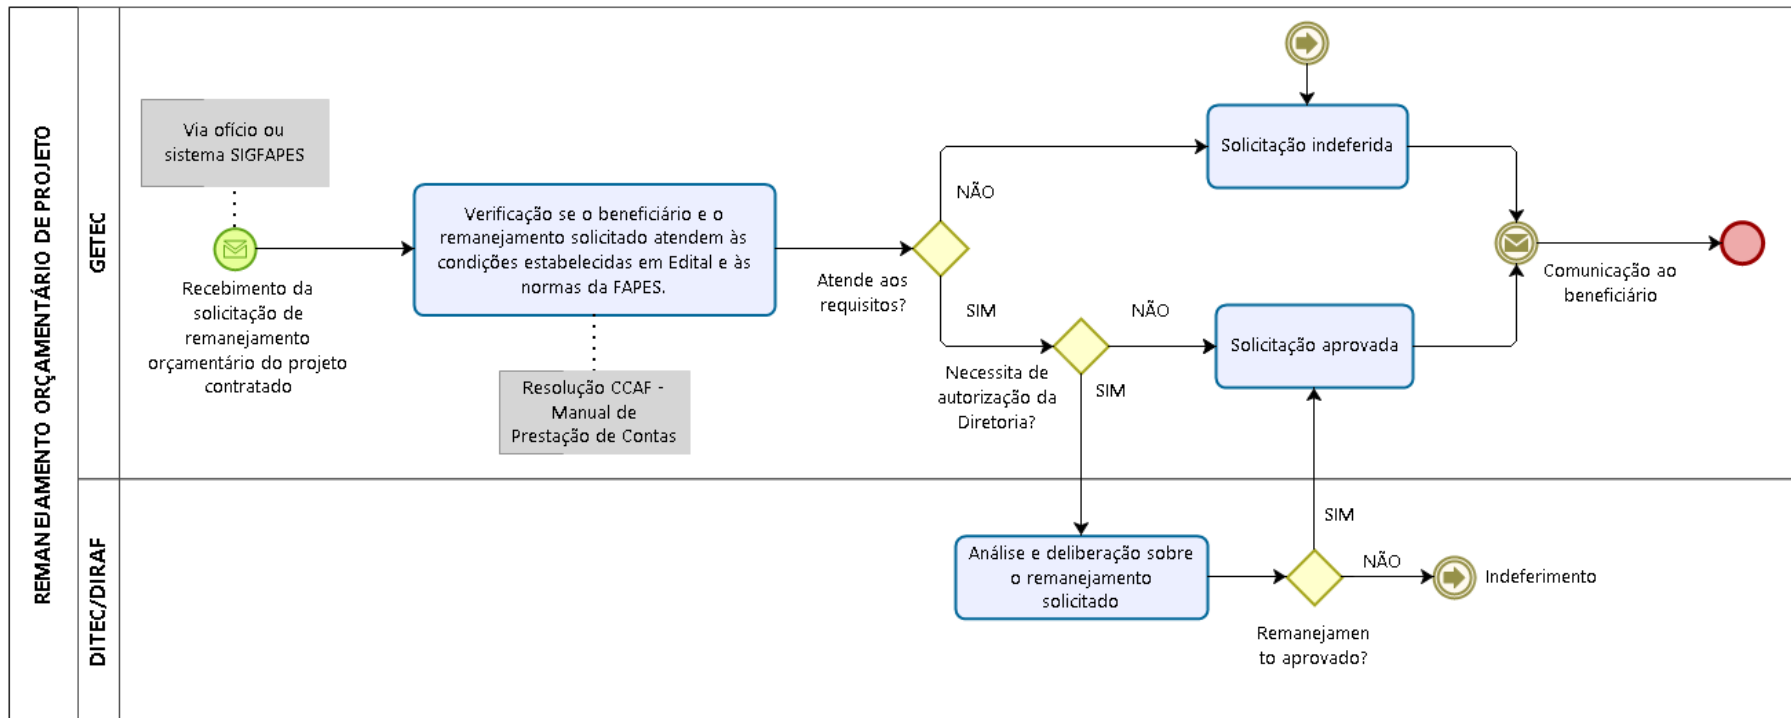 REMANEJAMENTO ORÇAMENTÁRIO DE PROJETO
GETEC
Via ofício ou
sistema SIGFAPES
Recebimento da
solicitação de
remanejamento
orçamentário do projeto
contratado
Verificação se o beneficiário e o
remanejamento solicitado atendem às
condições estabelecidas em Edital e às
normas da FAPES.
Resolução CCAF -
Manual de
Prestação de Contas
Atende aos
requisitos?
NÃO
SIM
Solicitação indeferida
Necessita de
autorização da
Diretoria?
NÃO
SIM
Solicitação aprovada
Comunicação ao
beneficiário
DITEC/DIRAF
Análise e deliberação sobre
o remanejamento
solicitado
Remanejamen
to aprovado?
SIM
NÃO
Indeferimento